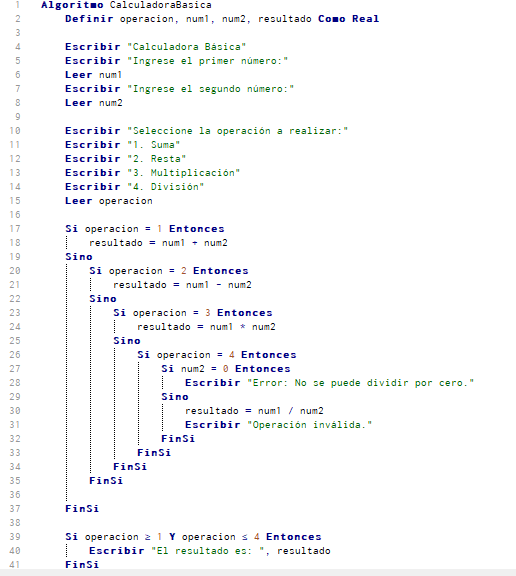 1 Algoritmo CalculadoraBasica
2 Definir operacion, num1, num2, resultado Como Real
3
4 Escribir "Calculadora Básica"
5 Escribir "Ingrese el primer número:"
6 Leer num1
7 Escribir "Ingrese el segundo número:"
8 Leer num2
9
10 Escribir "Seleccione la operación a realizar:"
11 Escribir "1. Suma"
12 Escribir "2. Resta"
13 Escribir "3. Multiplicación"
14 Escribir "4. División"
15 Leer operacion
16
17 Si operacion = 1 Entonces
18 resultado = num1 + num2
19 Sino
20 Si operacion = 2 Entonces
21 resultado = num1 - num2
22 Sino
23 Si operacion = 3 Entonces
24 resultado = num1 * num2
25 Sino
26 Si operacion = 4 Entonces
27 Si num2 = 0 Entonces
28 Escribir "Error: No se puede dividir por cero."
29 Sino
30 resultado = num1 / num2
31 Escribir "Operación inválida."
32 FinSi
33 FinSi
34 FinSi
35 FinSi
36
37 FinSi
38
39 Si operacion ≥ 1 Y operacion ≤ 4 Entonces
40 Escribir "El resultado es: ", resultado
41 FinSi